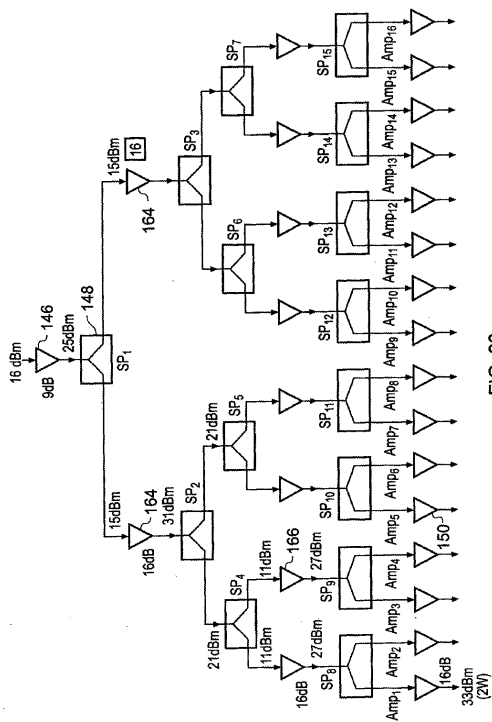 16 dBm
146
9dB
25dBm
148
SP1
15dBm
15dBm
164
16dB
31dBm
164
16
SP2
SP3
21dBm
21dBm
SP4
SP5
SP6
SP7
11dBm
11dBm
166
16dB
27dBm
27dBm
SP8
SP9
SP10
SP11
SP12
SP13
SP14
SP15
Amp1
Amp2
Amp3
Amp4
Amp5
Amp6
Amp7
Amp8
Amp9
Amp10
Amp11
Amp12
Amp13
Amp14
Amp15
Amp16
16dB
150
33dBm
(2W)